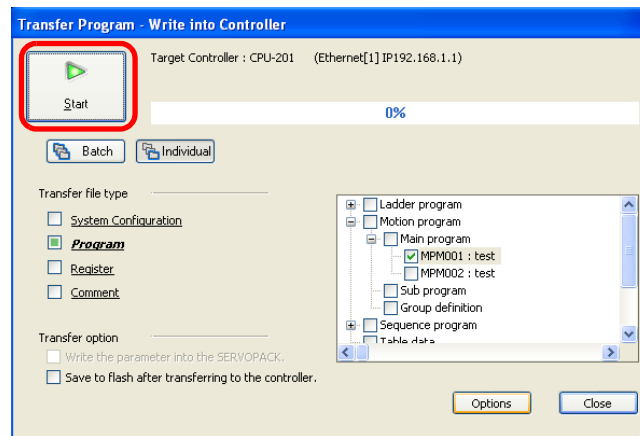 Transfer Program - Write into Controller
Target Controller : CPU-201 (Ethernet[1] IP192.168.1.1)
Start
0%
Batch
Individual
Transfer file type
System Configuration
Program
Register
Comment
Ladder program
Motion program
Main program
MPM001 : test
MPM002 : test
Sub program
Group definition
Sequence program
Table data
Transfer option
Write the parameter into the SERVOPACK.
Save to flash after transferring to the controller.
Options
Close